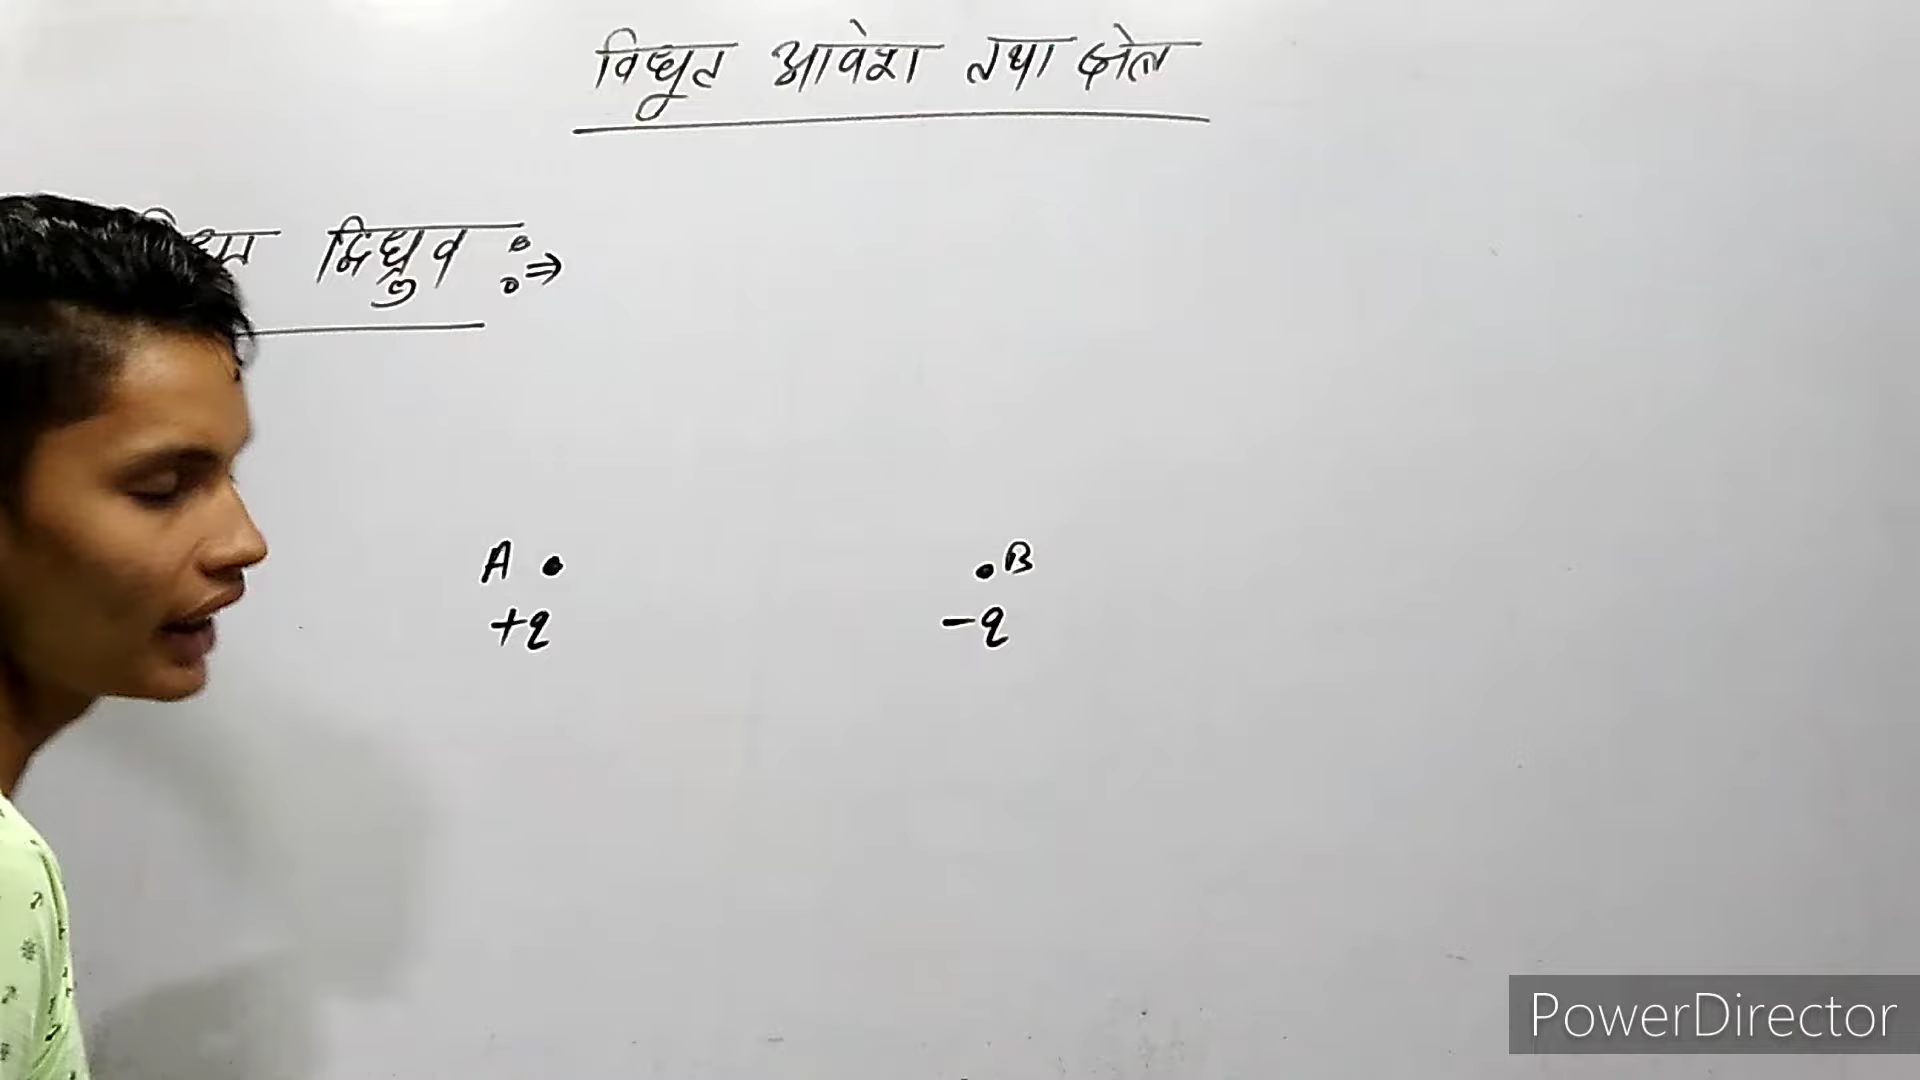 विद्युत आवेश तथा क्षेत्र
द्विध्रुव :⇒
A • • B
+q -q
PowerDirector